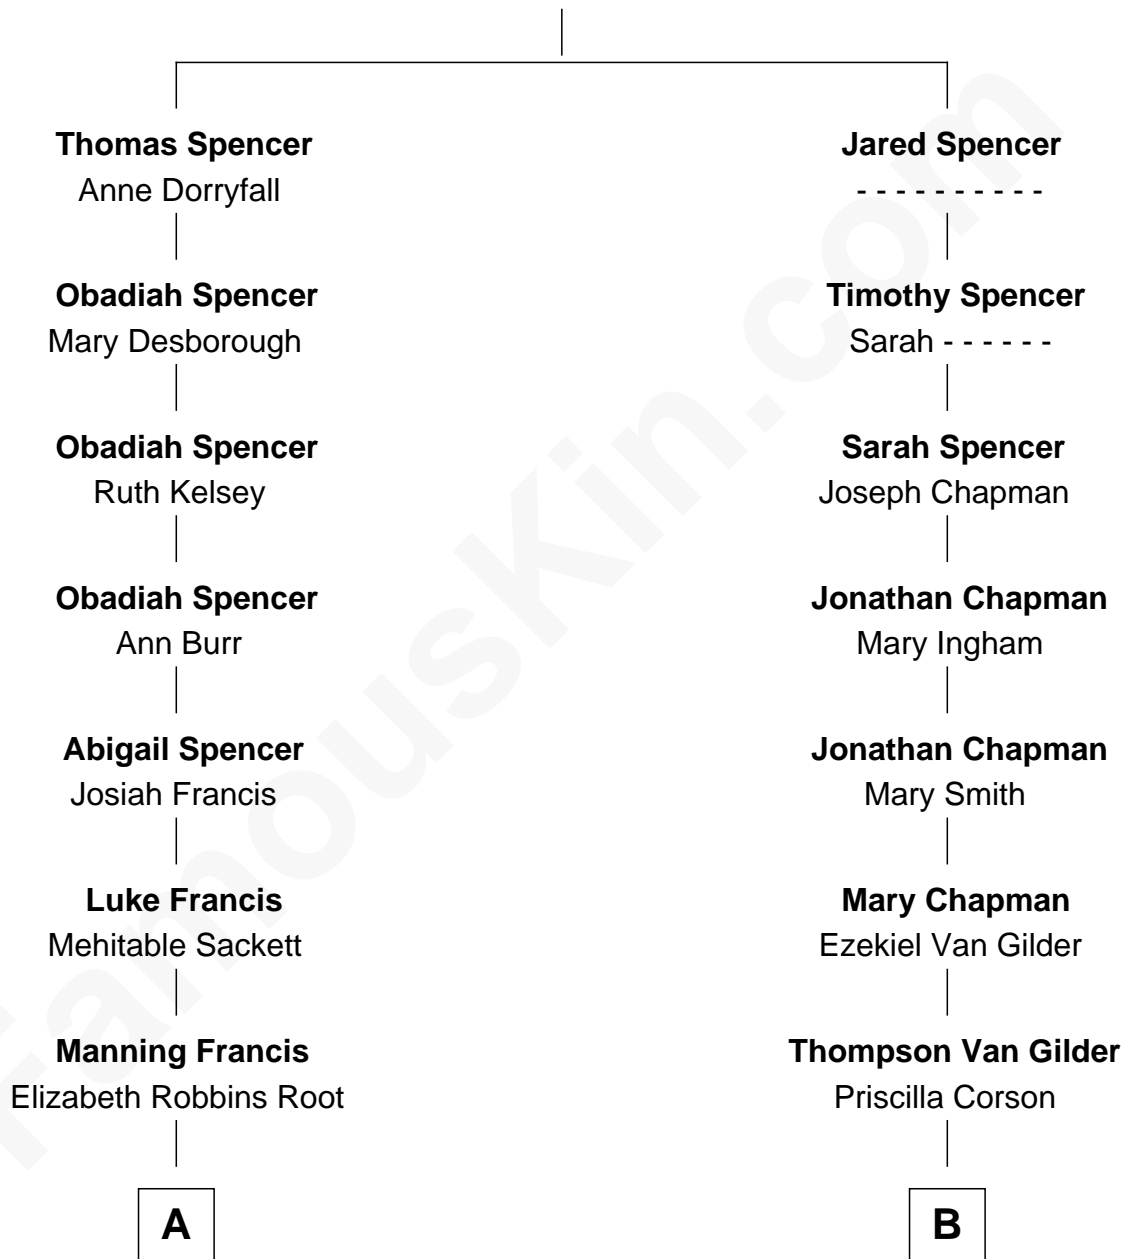 Thomas Spencer
Anne Dorryfall
Jared Spencer
- - - - - - - - - -
Obadiah Spencer
Mary Desborough
Timothy Spencer
Sarah - - - - - -
Obadiah Spencer
Ruth Kelsey
Sarah Spencer
Joseph Chapman
Obadiah Spencer
Ann Burr
Jonathan Chapman
Mary Ingham
Abigail Spencer
Josiah Francis
Jonathan Chapman
Mary Smith
Luke Francis
Mehitable Sackett
Mary Chapman
Ezekiel Van Gilder
Manning Francis
Elizabeth Robbins Root
Thompson Van Gilder
Priscilla Corson
A
B
FamousKin.com